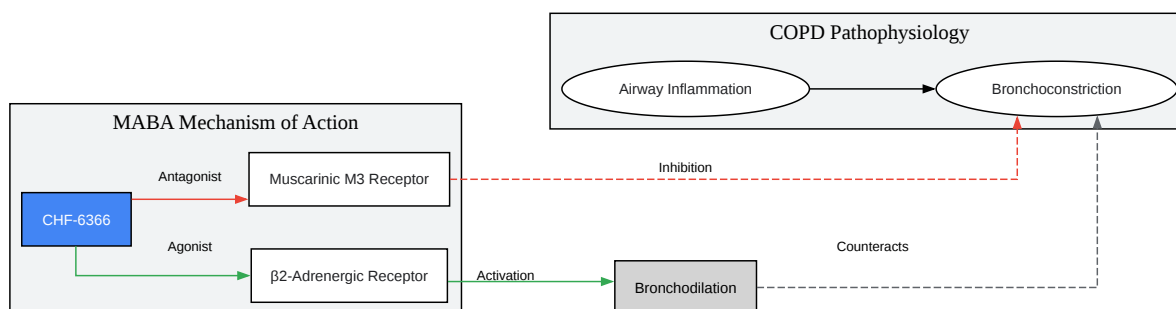 COPD Pathophysiology
Airway Inflammation
Bronchoconstriction
MABA Mechanism of Action
Antagonist
Muscarinic M3 Receptor
Inhibition
CHF-6366
Agonist
β2-Adrenergic Receptor
Activation
Bronchodilation
Counteracts